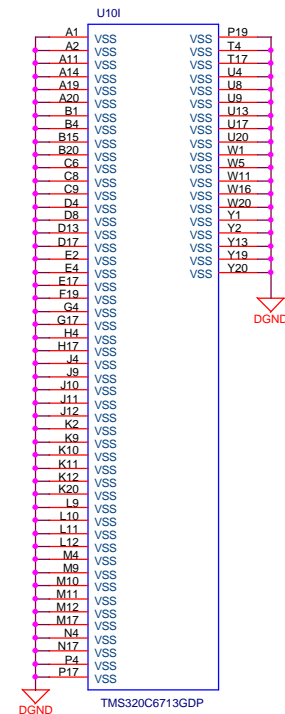 U10I
A1 VSS VSS P19
A2 VSS VSS T4
A11 VSS VSS T17
A14 VSS VSS U4
A19 VSS VSS U8
A20 VSS VSS U9
B1 VSS VSS U13
B4 VSS VSS U17
B15 VSS VSS U20
B20 VSS VSS W1
C6 VSS VSS W5
C8 VSS VSS W11
C9 VSS VSS W16
D4 VSS VSS W20
D8 VSS VSS Y1
D13 VSS VSS Y2
D17 VSS VSS Y13
E2 VSS VSS Y19
E4 VSS VSS Y20
E17 VSS
F19 VSS
G4 VSS
G17 VSS
DGND
H4 VSS
H17 VSS
J4 VSS
J9 VSS
J10 VSS
J11 VSS
J12 VSS
K2 VSS
K9 VSS
K10 VSS
K11 VSS
K12 VSS
K20 VSS
L9 VSS
L10 VSS
L11 VSS
L12 VSS
M4 VSS
M9 VSS
M10 VSS
M11 VSS
M12 VSS
M17 VSS
N4 VSS
N17 VSS
P4 VSS
P17 VSS
TMS320C6713GDP
DGND